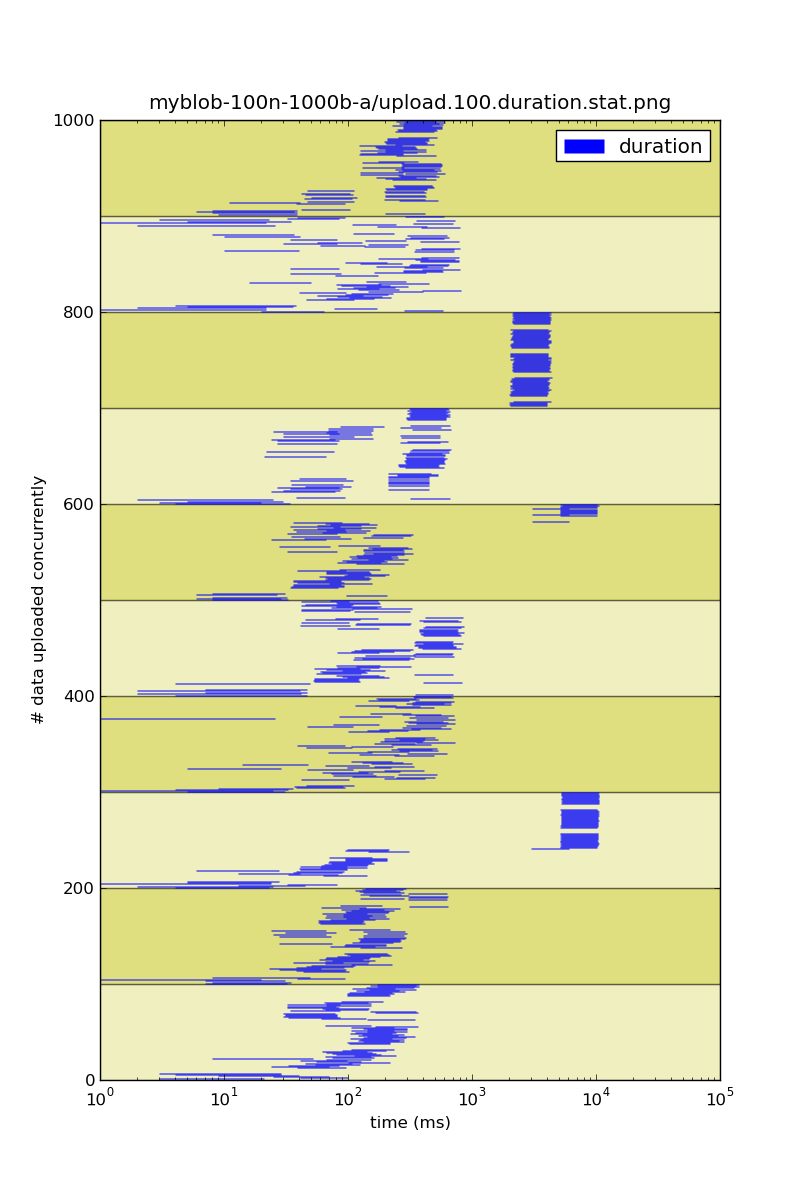 myblob-100n-1000b-a/upload.100.duration.stat.png
1000
duration
800
600
# data uploaded concurrently
400
200
0
10^0 10^1 10^2 10^3 10^4 10^5
time (ms)